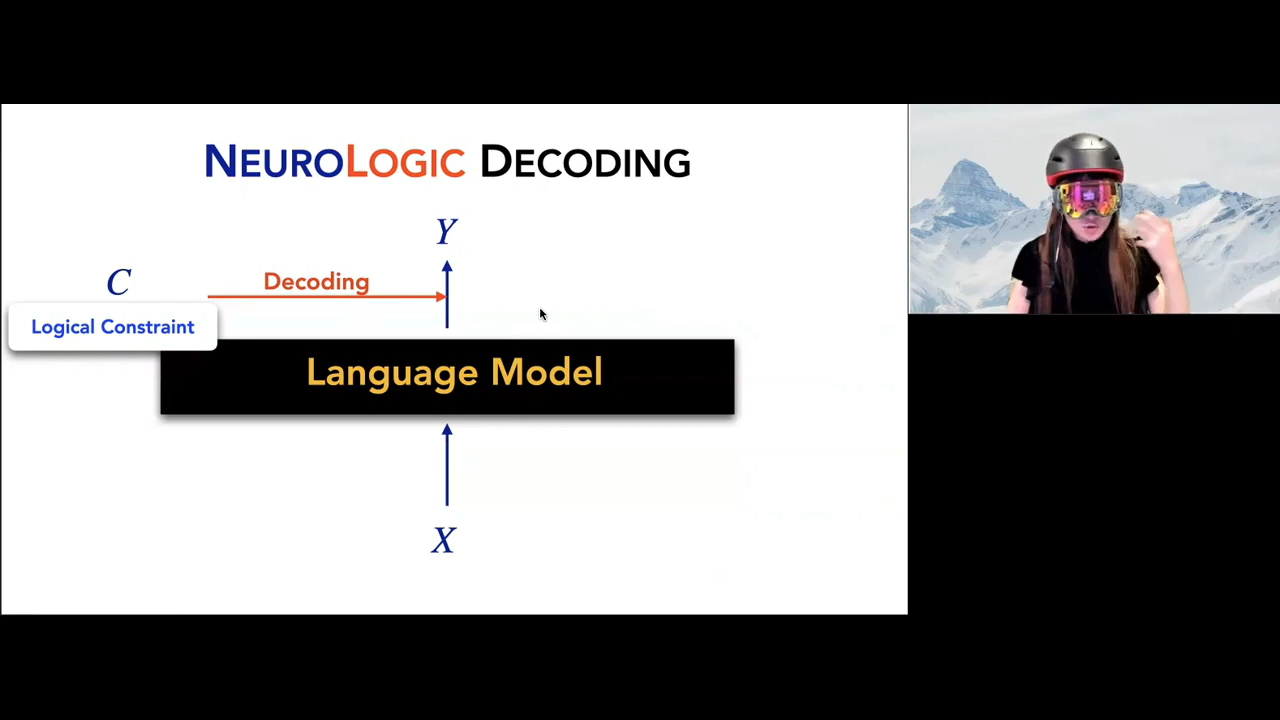 NEUROLOGIC DECODING
Y
C
Decoding
Logical Constraint
Language Model
X